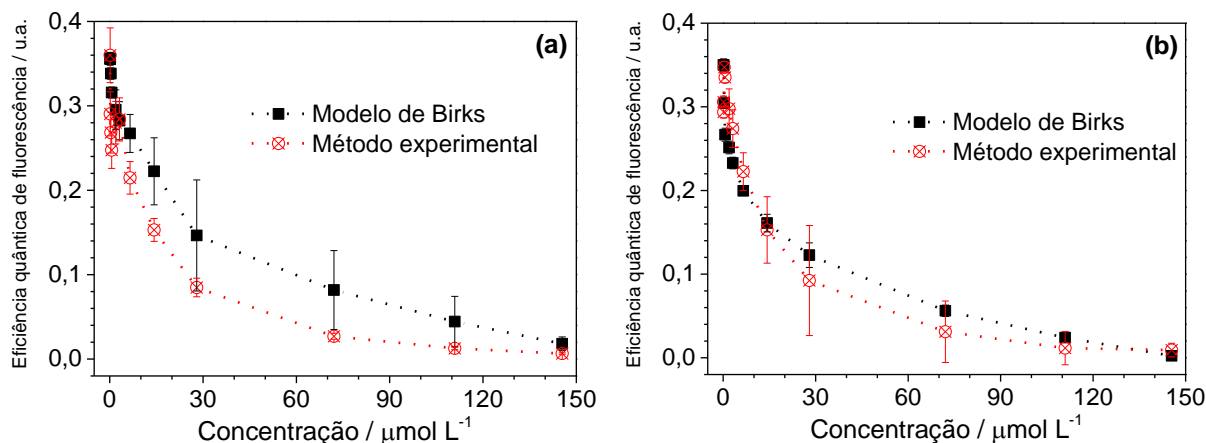 0,4
0,3
0,2
0,1
0,0
Eficiência quântica de fluorescência / u.a.
(a)
Modelo de Birks
Método experimental
0 30 60 90 120 150
Concentração / μmol L⁻¹
0,4
0,3
0,2
0,1
0,0
Eficiência quântica de fluorescência / u.a.
(b)
Modelo de Birks
Método experimental
0 30 60 90 120 150
Concentração / μmol L⁻¹